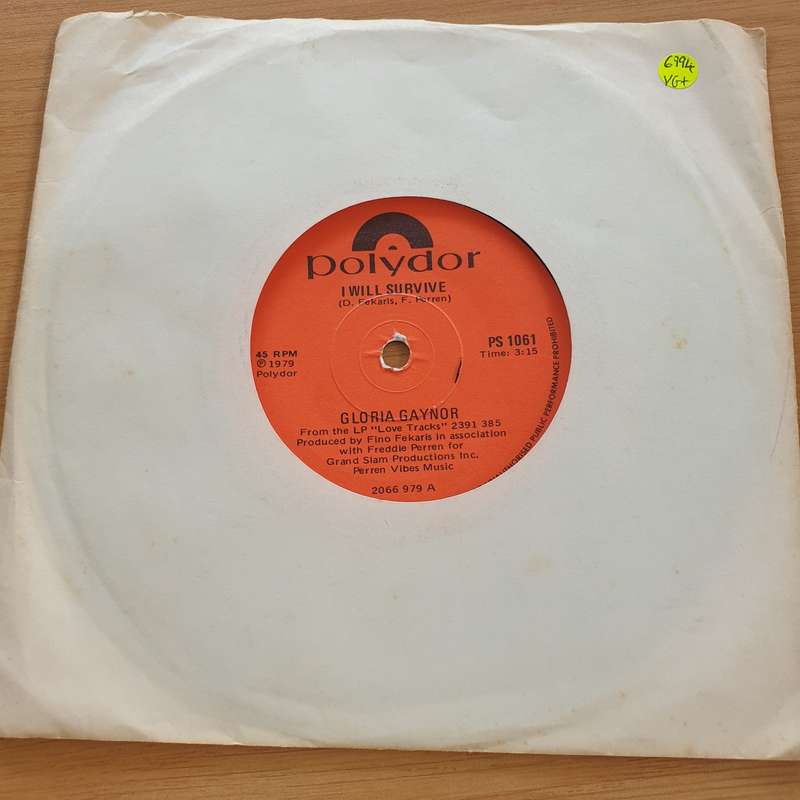 6994
VG+
polydor
I WILL SURVIVE
(D. Fekaris, F. Perren)
45 RPM
℗ 1979
Polydor
PS 1061
Time: 3:15
GLORIA GAYNOR
From the LP "Love Tracks" 2391 385
Produced by Fino Fekaris in association
with Freddie Perren for
Grand Slam Productions Inc.
Perren Vibes Music
2066 979 A
PUBLIC PERFORMANCE PROHIBITED